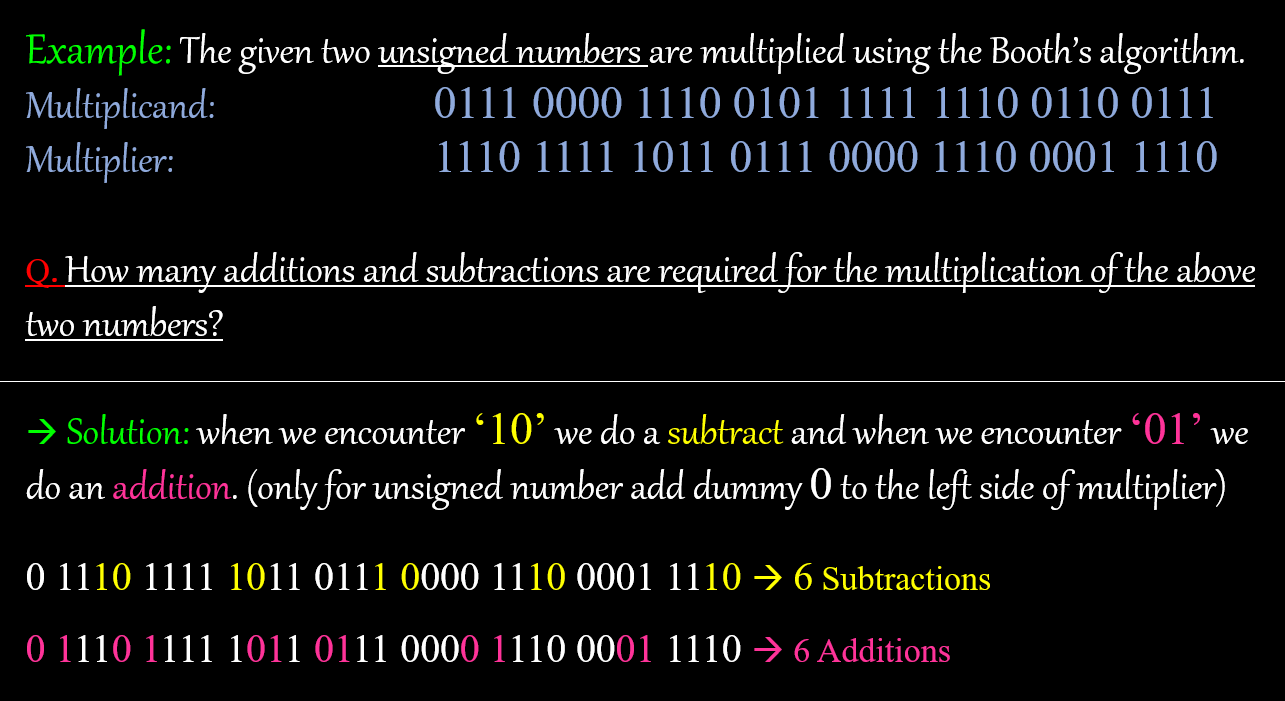 Example: The given two unsigned numbers are multiplied using the Booth’s algorithm.
Multiplicand: 0111 0000 1110 0101 1111 1110 0110 0111
Multiplier: 1110 1111 1011 0111 0000 1110 0001 1110
Q. How many additions and subtractions are required for the multiplication of the above
two numbers?
→ Solution: when we encounter ‘10’ we do a subtract and when we encounter ‘01’ we
do an addition. (only for unsigned number add dummy 0 to the left side of multiplier)
0 1110 1111 1011 0111 0000 1110 0001 1110 → 6 Subtractions
0 1110 1111 1011 0111 0000 1110 0001 1110 → 6 Additions